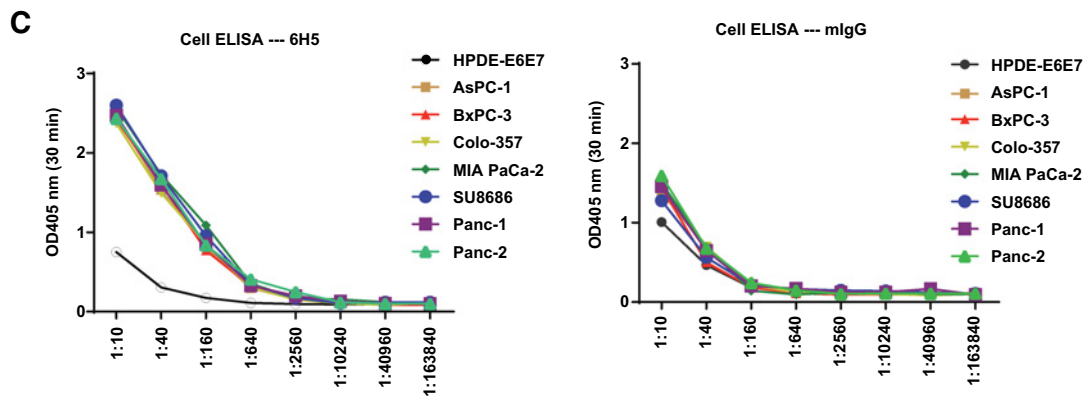 C
Cell ELISA --- 6H5
OD405 nm (30 min)
3
2
1
0
1:10
1:40
1:160
1:640
1:2560
1:10240
1:40960
1:163840
HPDE-E6E7
AsPC-1
BxPC-3
Colo-357
MIA PaCa-2
SU8686
Panc-1
Panc-2
Cell ELISA --- mIgG
OD405 nm (30 min)
3
2
1
0
1:10
1:40
1:160
1:640
1:2560
1:10240
1:40960
1:163840
HPDE-E6E7
AsPC-1
BxPC-3
Colo-357
MIA PaCa-2
SU8686
Panc-1
Panc-2